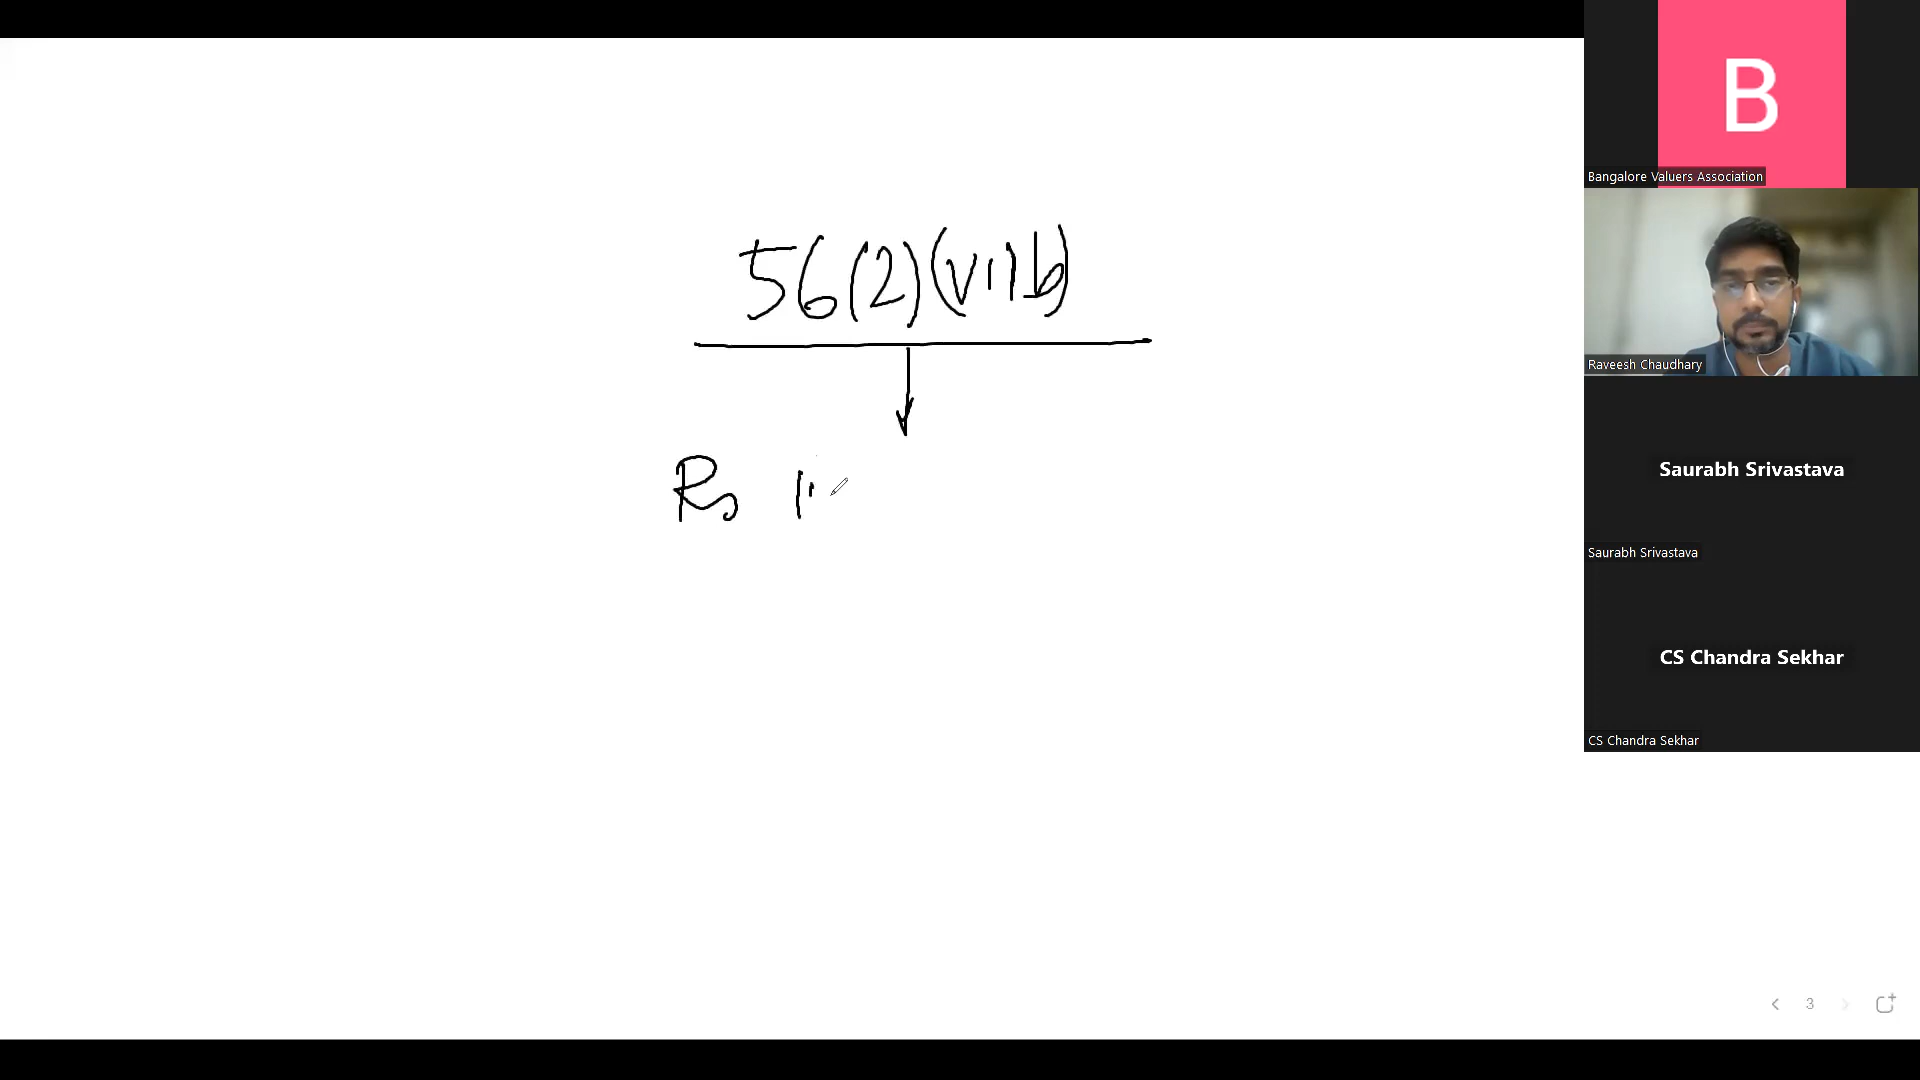 56(2)(viib)
Rs
B
Bangalore Valuers Association
Raveesh Chaudhary
Saurabh Srivastava
Saurabh Srivastava
CS Chandra Sekhar
CS Chandra Sekhar
3